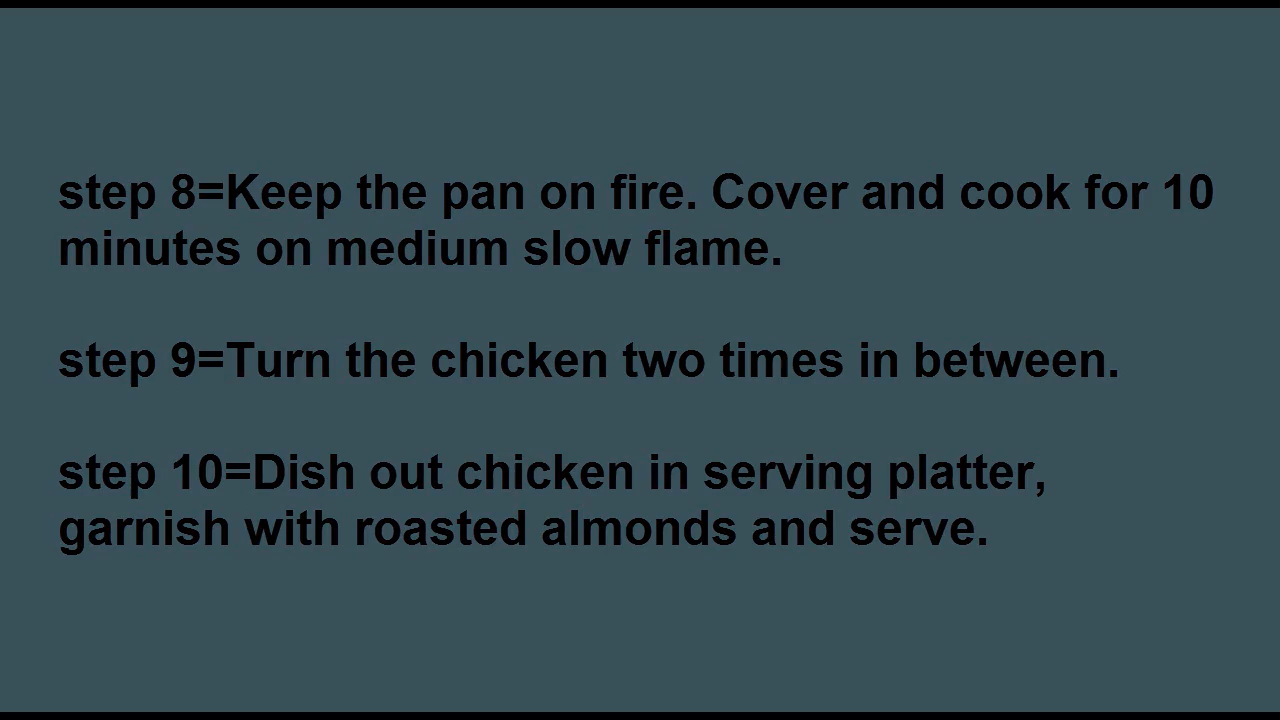 step 8=Keep the pan on fire. Cover and cook for 10
minutes on medium slow flame.
step 9=Turn the chicken two times in between.
step 10=Dish out chicken in serving platter,
garnish with roasted almonds and serve.